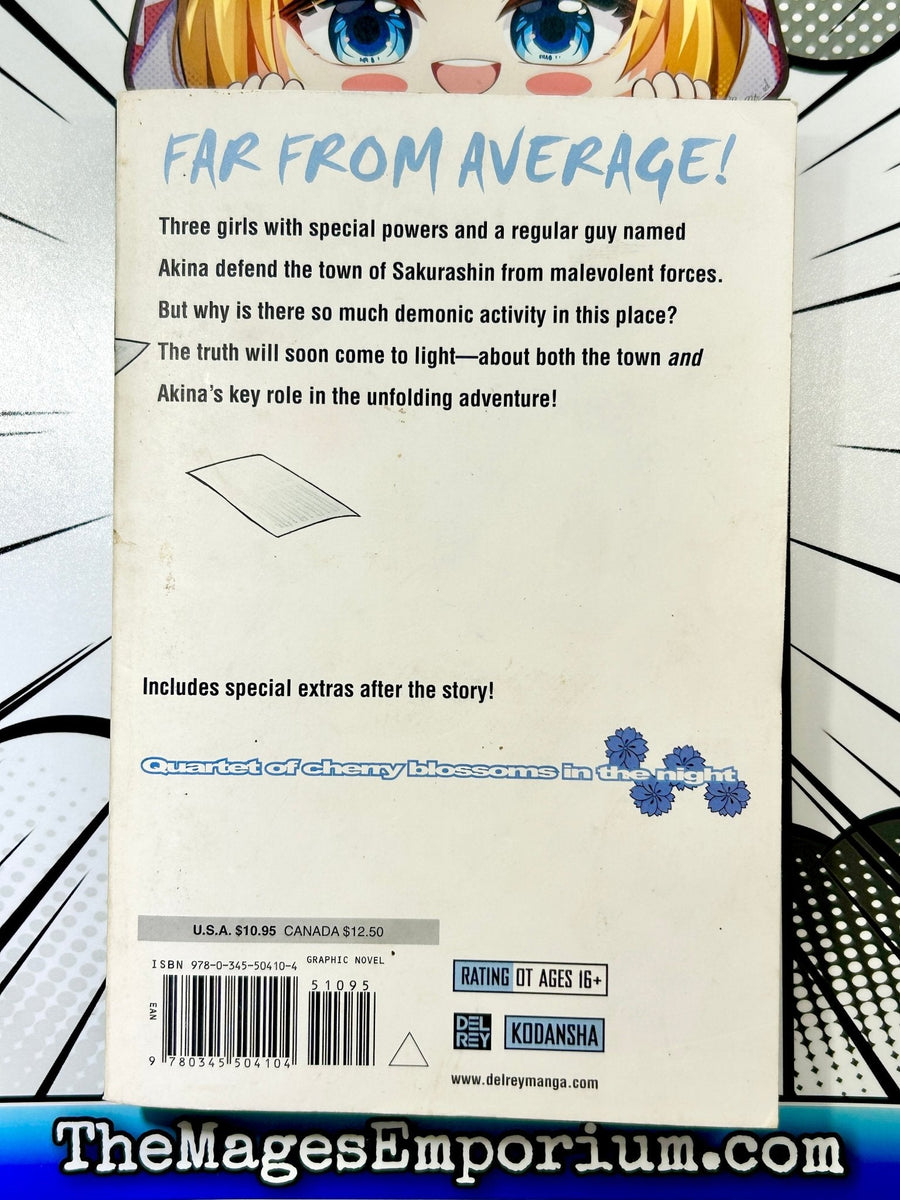 FAR FROM AVERAGE!
Three girls with special powers and a regular guy named
Akina defend the town of Sakurashin from malevolent forces.
But why is there so much demonic activity in this place?
The truth will soon come to light—about both the town and
Akina's key role in the unfolding adventure!
Includes special extras after the story!
Quartet of cherry blossoms in the night
U.S.A. $10.95 CANADA $12.50
ISBN 978-0-345-50410-4
GRAPHIC NOVEL
51095
EAN
9 780345 504104
RATING OT AGES 16+
DEL REY
KODANSHA
www.delreymanga.com
TheMagesEmporium.com